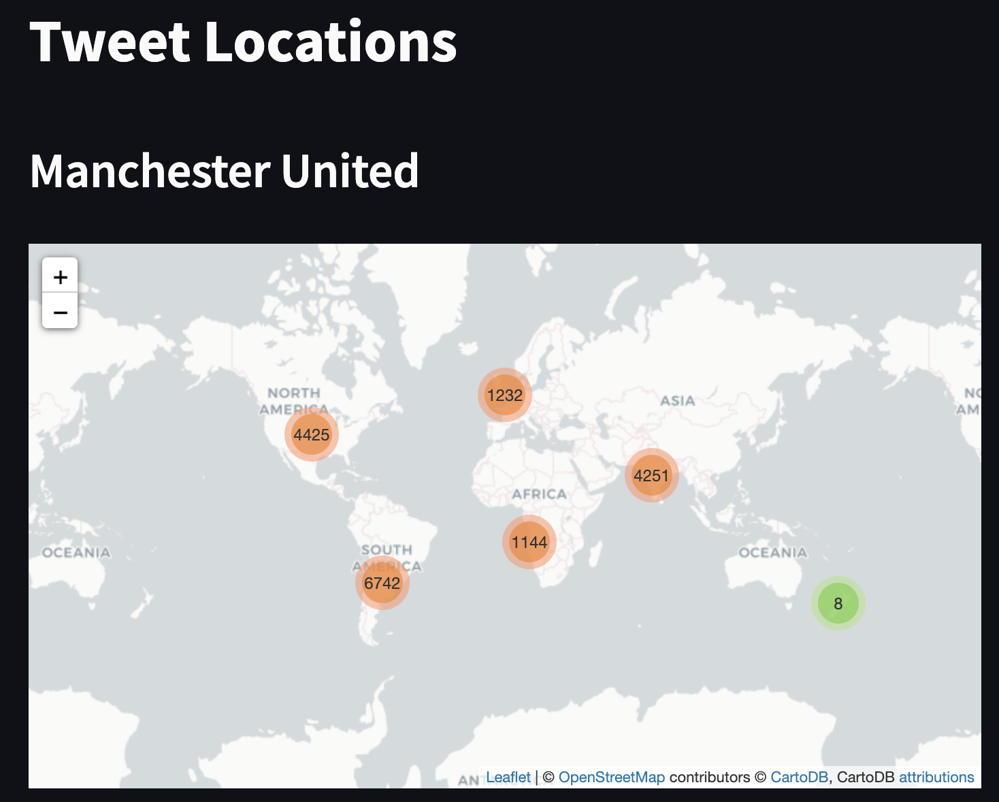 Tweet Locations
Manchester United
+
−
NORTH
AMERICA
4425
1232
ASIA
NO
AM
4251
AFRICA
1144
OCEANIA
SOUTH
AMERICA
6742
OCEANIA
8
ANTARCTICA
Leaflet | © OpenStreetMap contributors © CartoDB, CartoDB attributions